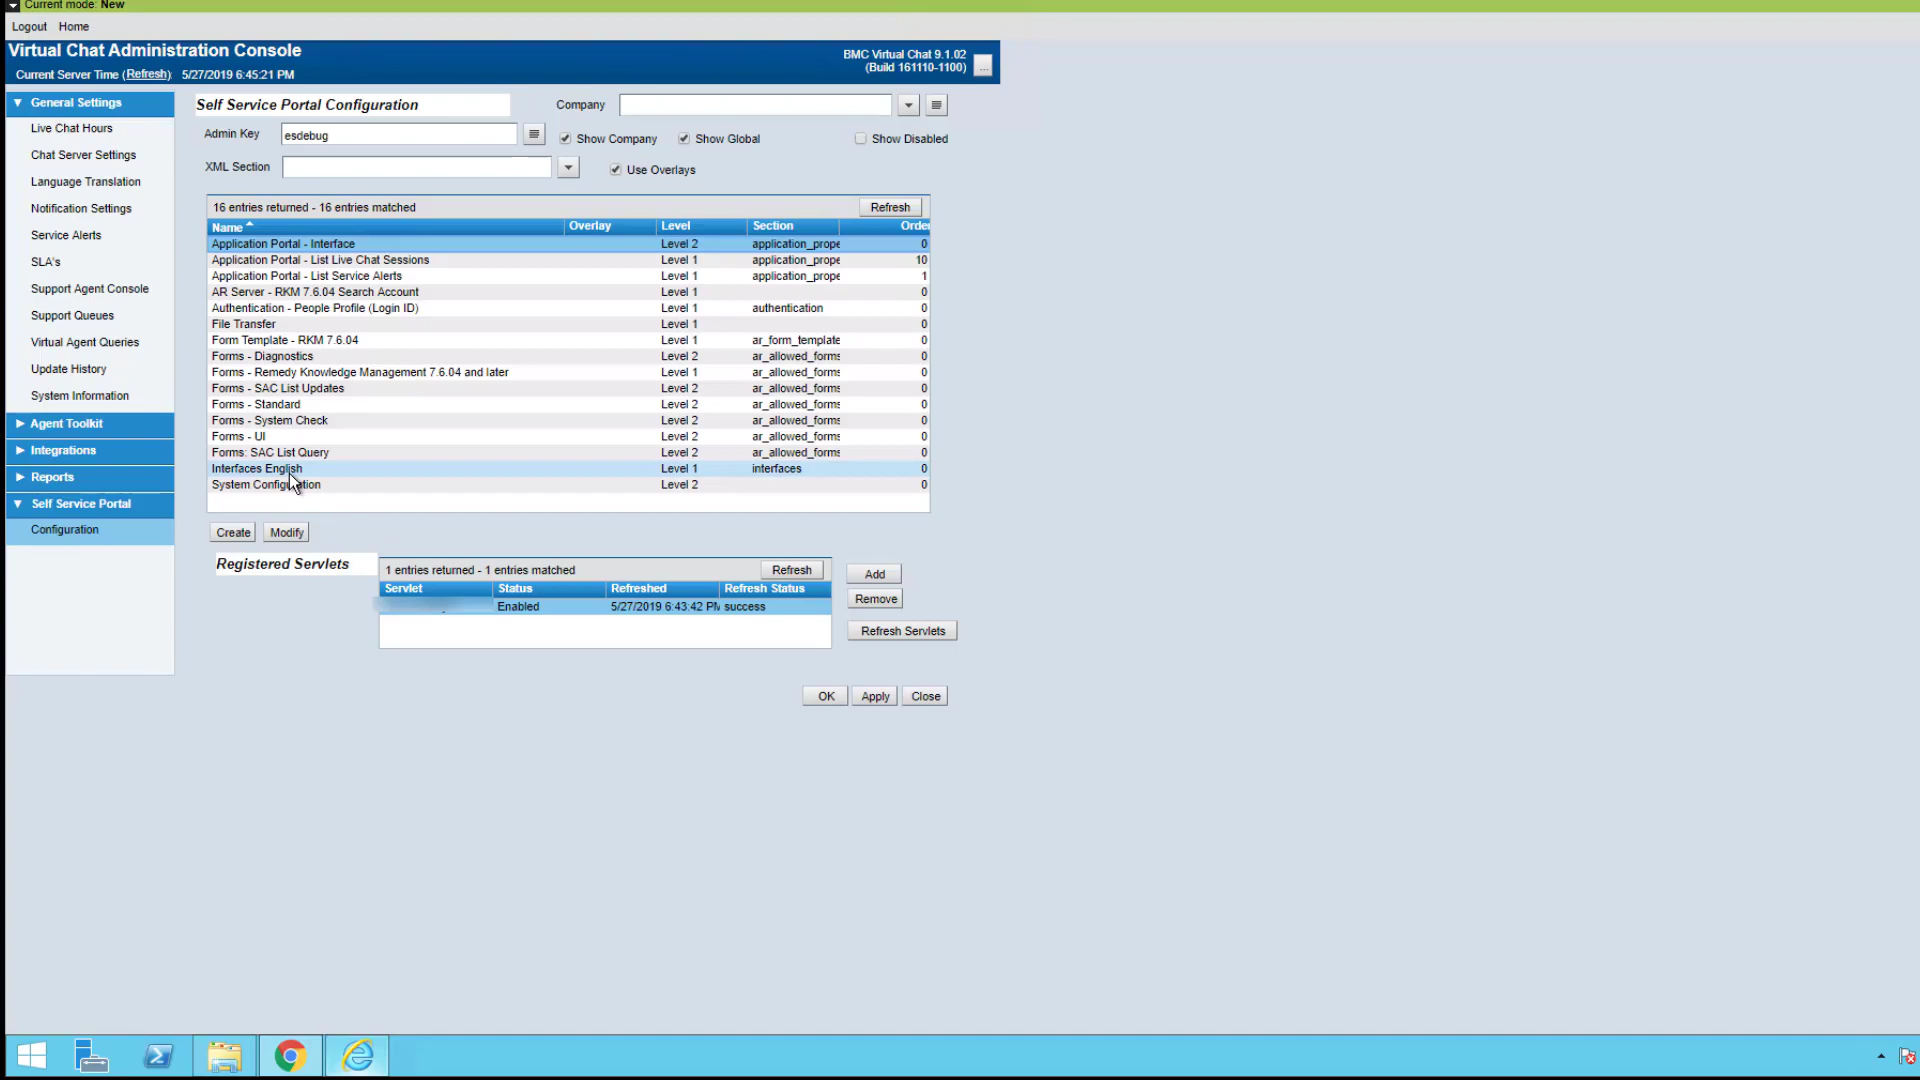 Current mode: New
Logout Home
Virtual Chat Administration Console
BMC Virtual Chat 9.1.02
(Build 161110-1100)
...
Current Server Time (Refresh) 5/27/2019 6:45:21 PM
General Settings
Live Chat Hours
Chat Server Settings
Language Translation
Notification Settings
Service Alerts
SLA's
Support Agent Console
Support Queues
Virtual Agent Queries
Update History
System Information
Agent Toolkit
Integrations
Reports
Self Service Portal
Configuration
Self Service Portal Configuration
Company
Admin Key esdebug
Show Company Show Global Show Disabled
XML Section
Use Overlays
16 entries returned - 16 entries matched Refresh
Name Overlay Level Section Orde
Application Portal - Interface Level 2 application_prope 0
Application Portal - List Live Chat Sessions Level 1 application_prope 10
Application Portal - List Service Alerts Level 1 application_prope 1
AR Server - RKM 7.6.04 Search Account Level 1 0
Authentication - People Profile (Login ID) Level 1 authentication 0
File Transfer Level 1 0
Form Template - RKM 7.6.04 Level 1 ar_form_template 0
Forms - Diagnostics Level 2 ar_allowed_forms 0
Forms - Remedy Knowledge Management 7.6.04 and later Level 1 ar_allowed_forms 0
Forms - SAC List Updates Level 2 ar_allowed_forms 0
Forms - Standard Level 2 ar_allowed_forms 0
Forms - System Check Level 2 ar_allowed_forms 0
Forms - UI Level 2 ar_allowed_forms 0
Forms: SAC List Query Level 2 ar_allowed_forms 0
Interfaces English Level 1 interfaces 0
System Configuration Level 2 0
Create Modify
Registered Servlets
1 entries returned - 1 entries matched Refresh
Servlet Status Refreshed Refresh Status
Enabled 5/27/2019 6:43:42 PM success
Add
Remove
Refresh Servlets
OK Apply Close